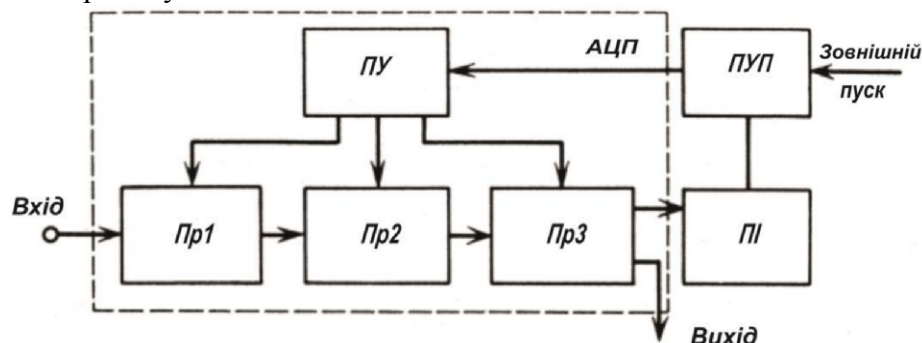 ПУ
АЦП
ПУП
Зовнішній
пуск
Вхід
Пр1
Пр2
Пр3
ПІ
Вихід